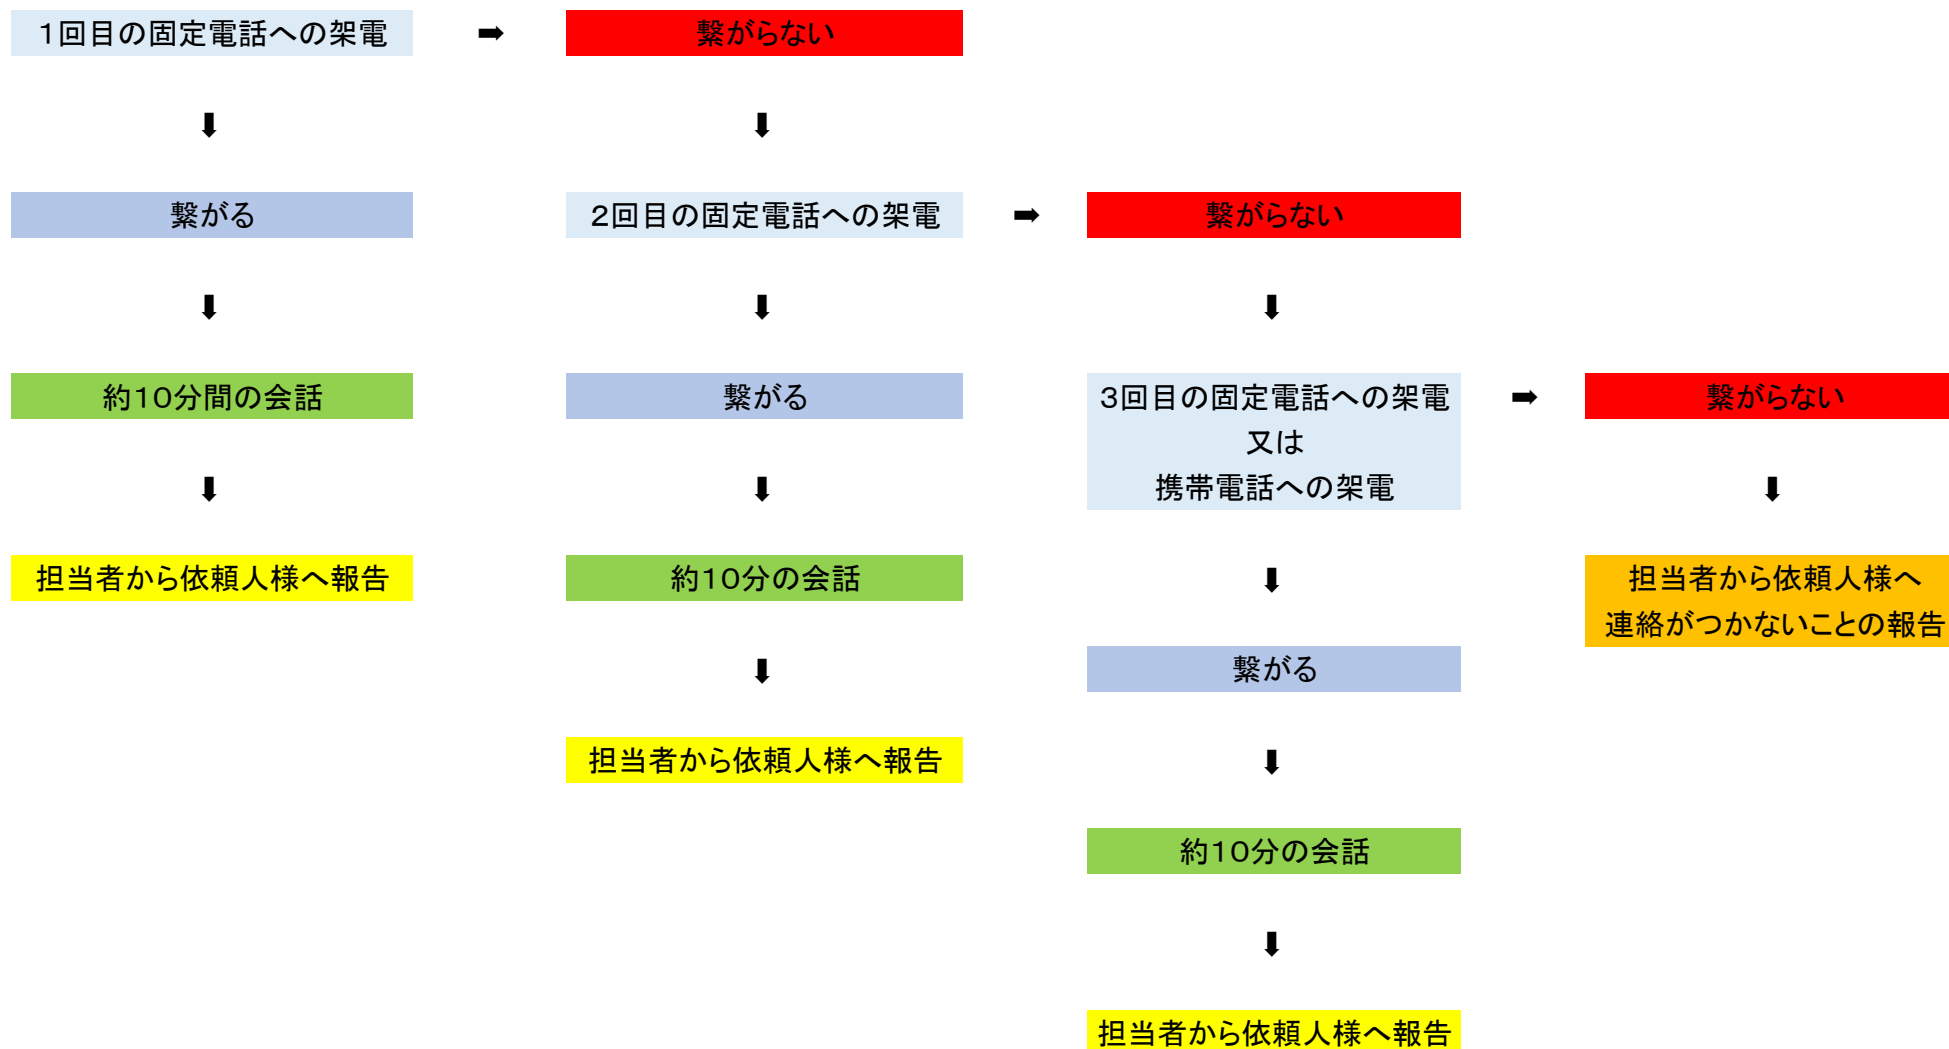 1回目の固定電話への架電
➡
繋がらない
⬇
⬇
繋がる
2回目の固定電話への架電
➡
繋がらない
⬇
⬇
⬇
約10分間の会話
繋がる
3回目の固定電話への架電
又は
携帯電話への架電
➡
繋がらない
⬇
⬇
⬇
担当者から依頼人様へ報告
約10分の会話
⬇
担当者から依頼人様へ
連絡がつかないことの報告
⬇
繋がる
担当者から依頼人様へ報告
⬇
約10分の会話
⬇
担当者から依頼人様へ報告